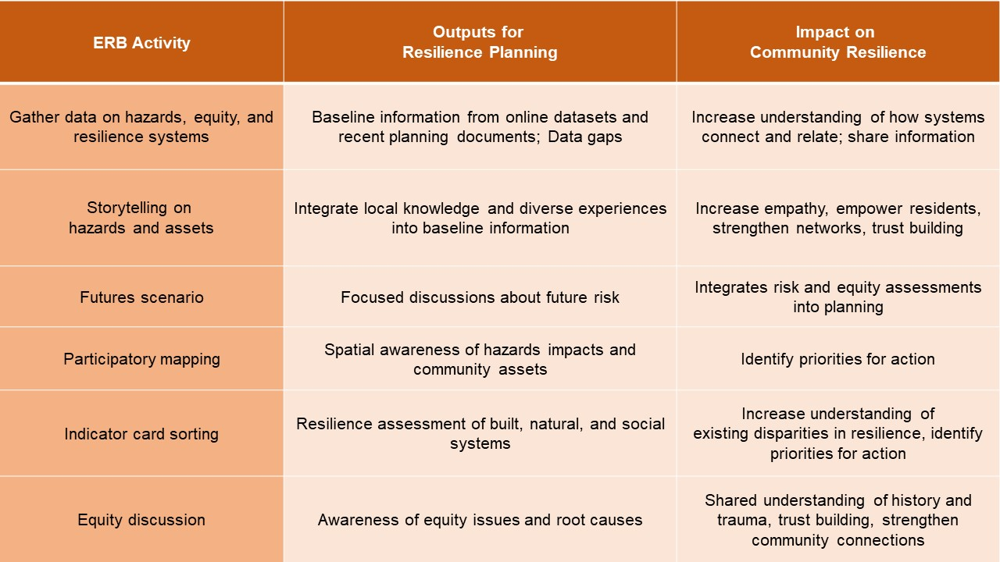 ERB Activity
Outputs for
Resilience Planning
Impact on
Community Resilience
Gather data on hazards, equity, and
resilience systems
Baseline information from online datasets and
recent planning documents; Data gaps
Increase understanding of how systems
connect and relate; share information
Storytelling on
hazards and assets
Integrate local knowledge and diverse experiences
into baseline information
Increase empathy, empower residents,
strengthen networks, trust building
Futures scenario
Focused discussions about future risk
Integrates risk and equity assessments
into planning
Participatory mapping
Spatial awareness of hazards impacts and
community assets
Identify priorities for action
Indicator card sorting
Resilience assessment of built, natural, and social
systems
Increase understanding of
existing disparities in resilience, identify
priorities for action
Equity discussion
Awareness of equity issues and root causes
Shared understanding of history and
trauma, trust building, strengthen
community connections